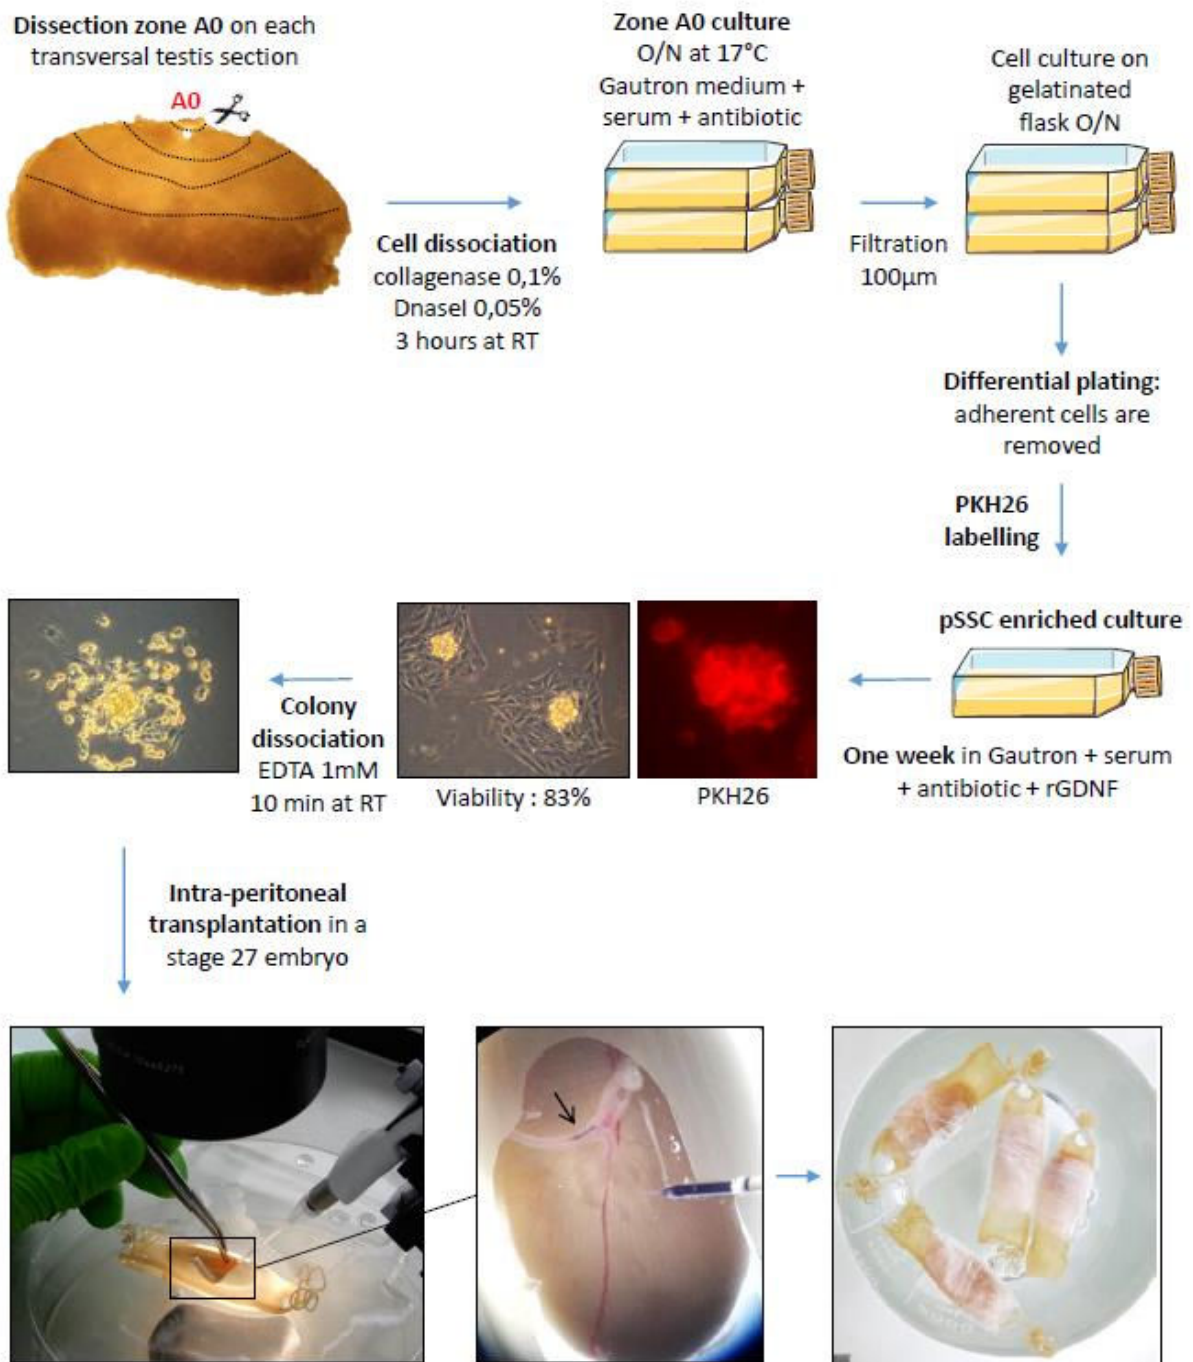 Dissection zone A0 on each
transversal testis section
A0
Cell dissociation
collagenase 0,1%
DnaseI 0,05%
3 hours at RT
Zone A0 culture
O/N at 17°C
Gautron medium +
serum + antibiotic
Filtration
100µm
Cell culture on
gelatinated
flask O/N
Differential plating:
adherent cells are
removed
PKH26
labelling
pSSC enriched culture
One week in Gautron + serum
+ antibiotic + rGDNF
PKH26
Viability : 83%
Colony
dissociation
EDTA 1mM
10 min at RT
Intra-peritoneal
transplantation in a
stage 27 embryo